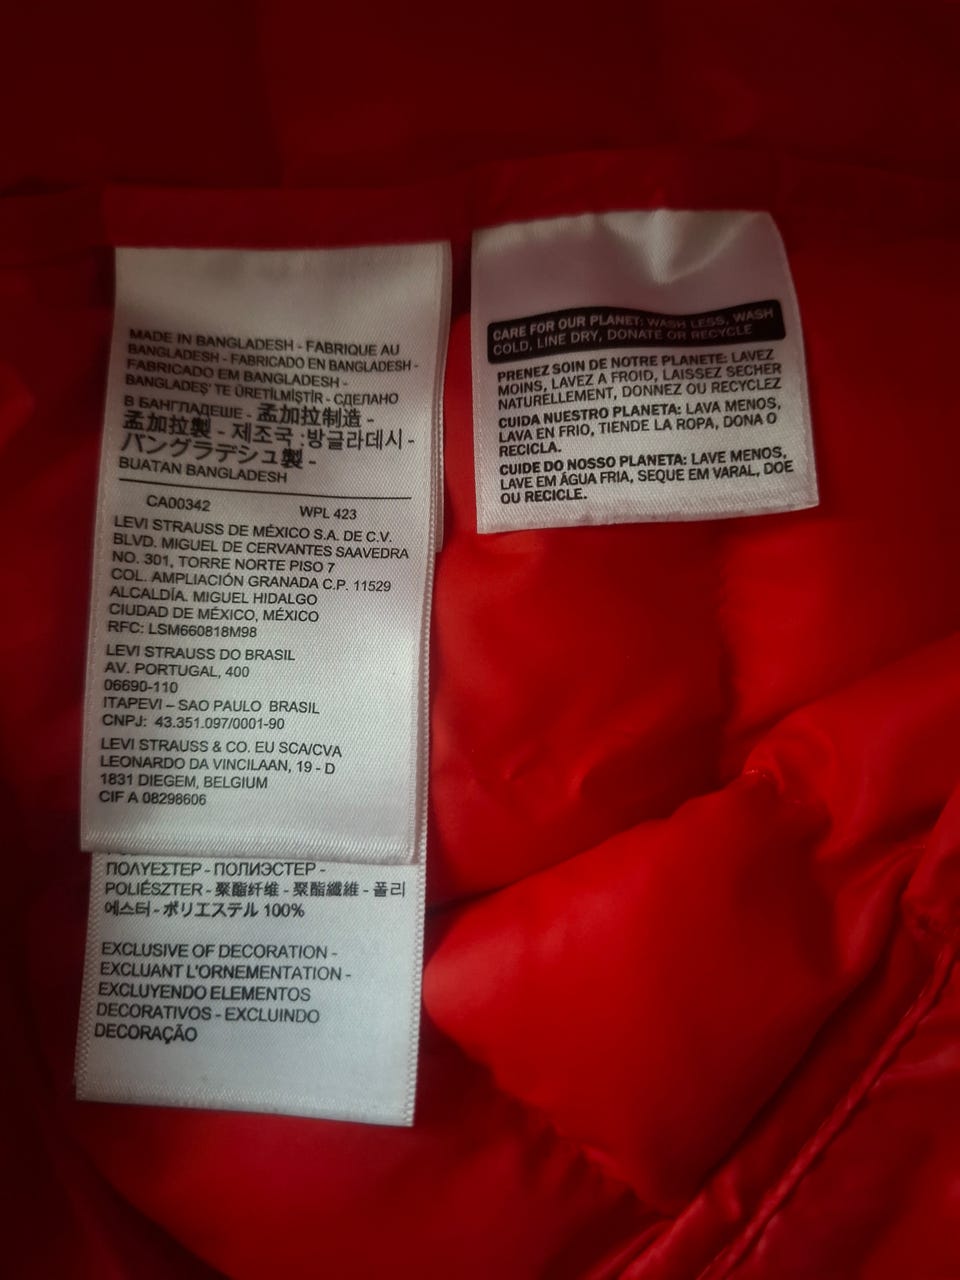 MADE IN BANGLADESH - FABRIQUE AU
BANGLADESH - FABRICADO EN BANGLADESH -
FABRICADO EM BANGLADESH -
BANGLADEŞ' TE ÜRETİLMİŞTİR - СДЕЛАНО
В БАНГЛАДЕШЕ - 孟加拉制造 -
孟加拉製 - 제조국 :방글라데시 -
バングラデシュ製 -
BUATAN BANGLADESH
CA00342 WPL 423
LEVI STRAUSS DE MÉXICO S.A. DE C.V.
BLVD. MIGUEL DE CERVANTES SAAVEDRA
NO. 301, TORRE NORTE PISO 7
COL. AMPLIACIÓN GRANADA C.P. 11529
ALCALDÍA. MIGUEL HIDALGO
CIUDAD DE MÉXICO, MÉXICO
RFC: LSM660818M98
LEVI STRAUSS DO BRASIL
AV. PORTUGAL, 400
06690-110
ITAPEVI – SAO PAULO BRASIL
CNPJ: 43.351.097/0001-90
LEVI STRAUSS & CO. EU SCA/CVA
LEONARDO DA VINCILAAN, 19 - D
1831 DIEGEM, BELGIUM
CIF A 08298606
ΠΟΛΥΕΣΤΕΡ - ПОЛИЭСТЕР -
POLIÉSZTER - 聚酯纤维 - 聚酯纖維 - 폴리
에스터 - ポリエステル 100%
EXCLUSIVE OF DECORATION -
EXCLUANT L'ORNEMENTATION -
EXCLUYENDO ELEMENTOS
DECORATIVOS - EXCLUINDO
DECORAÇÃO
CARE FOR OUR PLANET: WASH LESS, WASH
COLD, LINE DRY, DONATE OR RECYCLE
PRENEZ SOIN DE NOTRE PLANETE: LAVEZ
MOINS, LAVEZ A FROID, LAISSEZ SECHER
NATURELLEMENT, DONNEZ OU RECYCLEZ
CUIDA NUESTRO PLANETA: LAVA MENOS,
LAVA EN FRIO, TIENDE LA ROPA, DONA O
RECICLA.
CUIDE DO NOSSO PLANETA: LAVE MENOS,
LAVE EM ÁGUA FRIA, SEQUE EM VARAL, DOE
OU RECICLE.